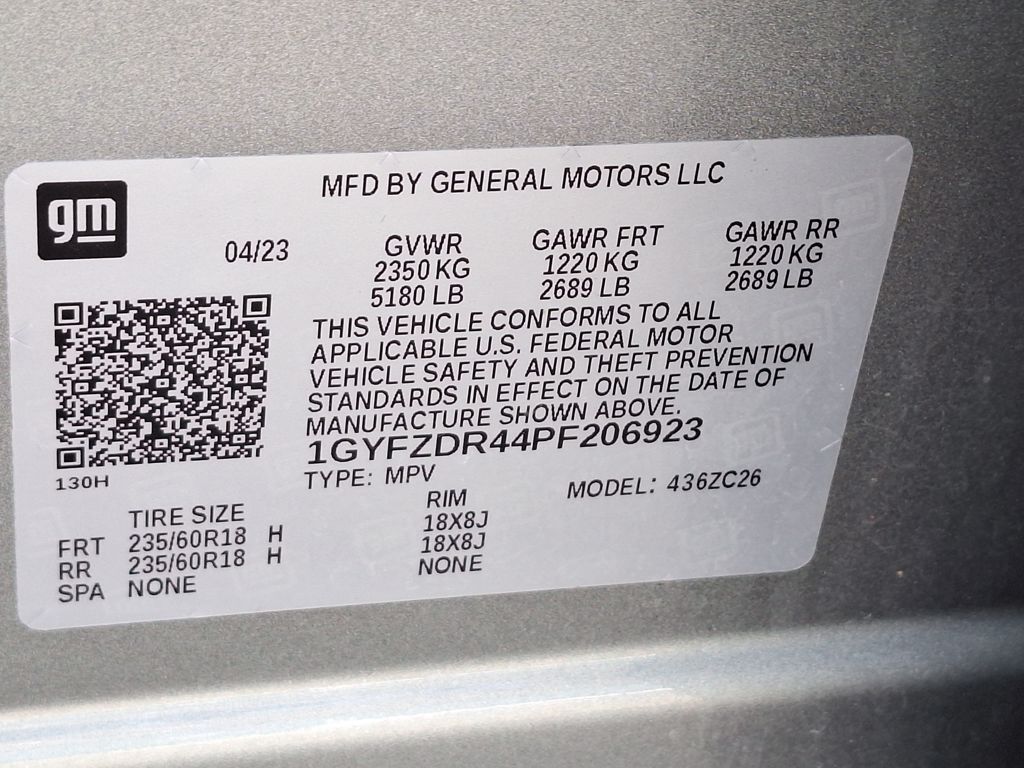 gm
MFD BY GENERAL MOTORS LLC
04/23 GVWR GAWR FRT GAWR RR
2350 KG 1220 KG 1220 KG
5180 LB 2689 LB 2689 LB
THIS VEHICLE CONFORMS TO ALL
APPLICABLE U.S. FEDERAL MOTOR
VEHICLE SAFETY AND THEFT PREVENTION
STANDARDS IN EFFECT ON THE DATE OF
MANUFACTURE SHOWN ABOVE.
1GYFZDR44PF206923
130H
TYPE: MPV MODEL: 436ZC26
TIRE SIZE RIM
FRT 235/60R18 H 18X8J
RR 235/60R18 H 18X8J
SPA NONE NONE